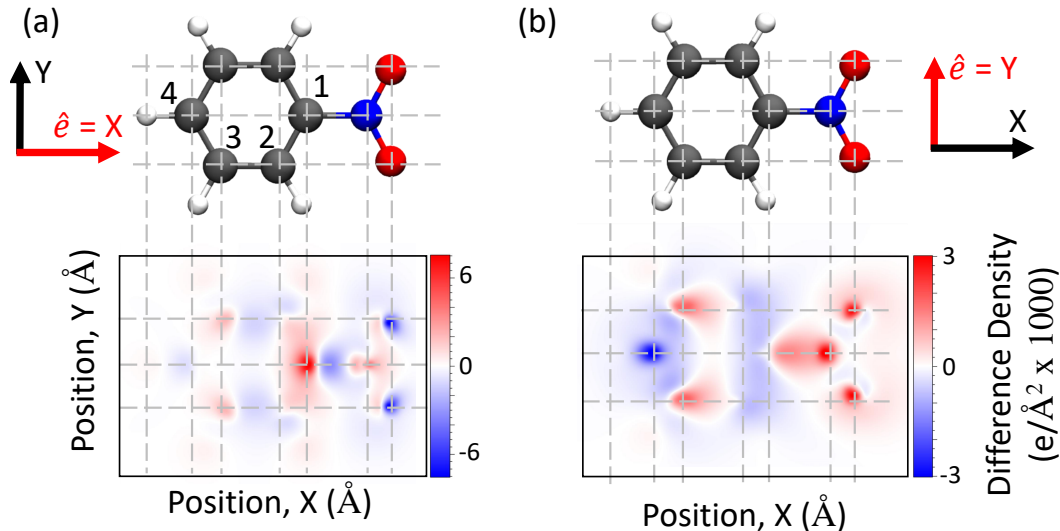 (a)
Y
ê = X
4
3
2
1
Position, Y (Å)
Position, X (Å)
6
0
-6
(b)
ê = Y
X
Position, X (Å)
3
0
-3
Difference Density
(e/Å² x 1000)